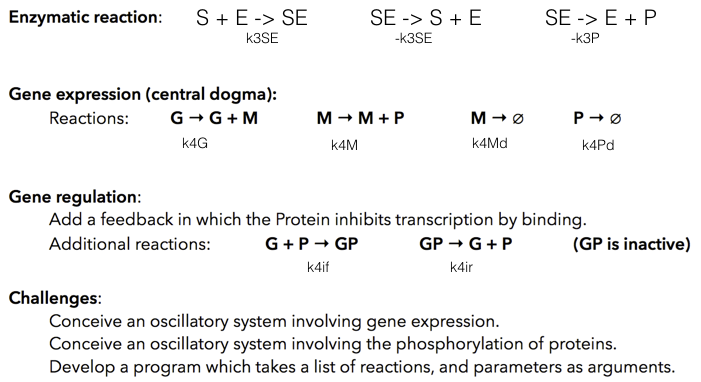 Enzymatic reaction: S + E -> SE SE -> S + E SE -> E + P
k3SE -k3SE -k3P
Gene expression (central dogma):
Reactions: G → G + M M → M + P M → ∅ P → ∅
k4G k4M k4Md k4Pd
Gene regulation:
Add a feedback in which the Protein inhibits transcription by binding.
Additional reactions: G + P → GP GP → G + P (GP is inactive)
k4if k4ir
Challenges:
Conceive an oscillatory system involving gene expression.
Conceive an oscillatory system involving the phosphorylation of proteins.
Develop a program which takes a list of reactions, and parameters as arguments.